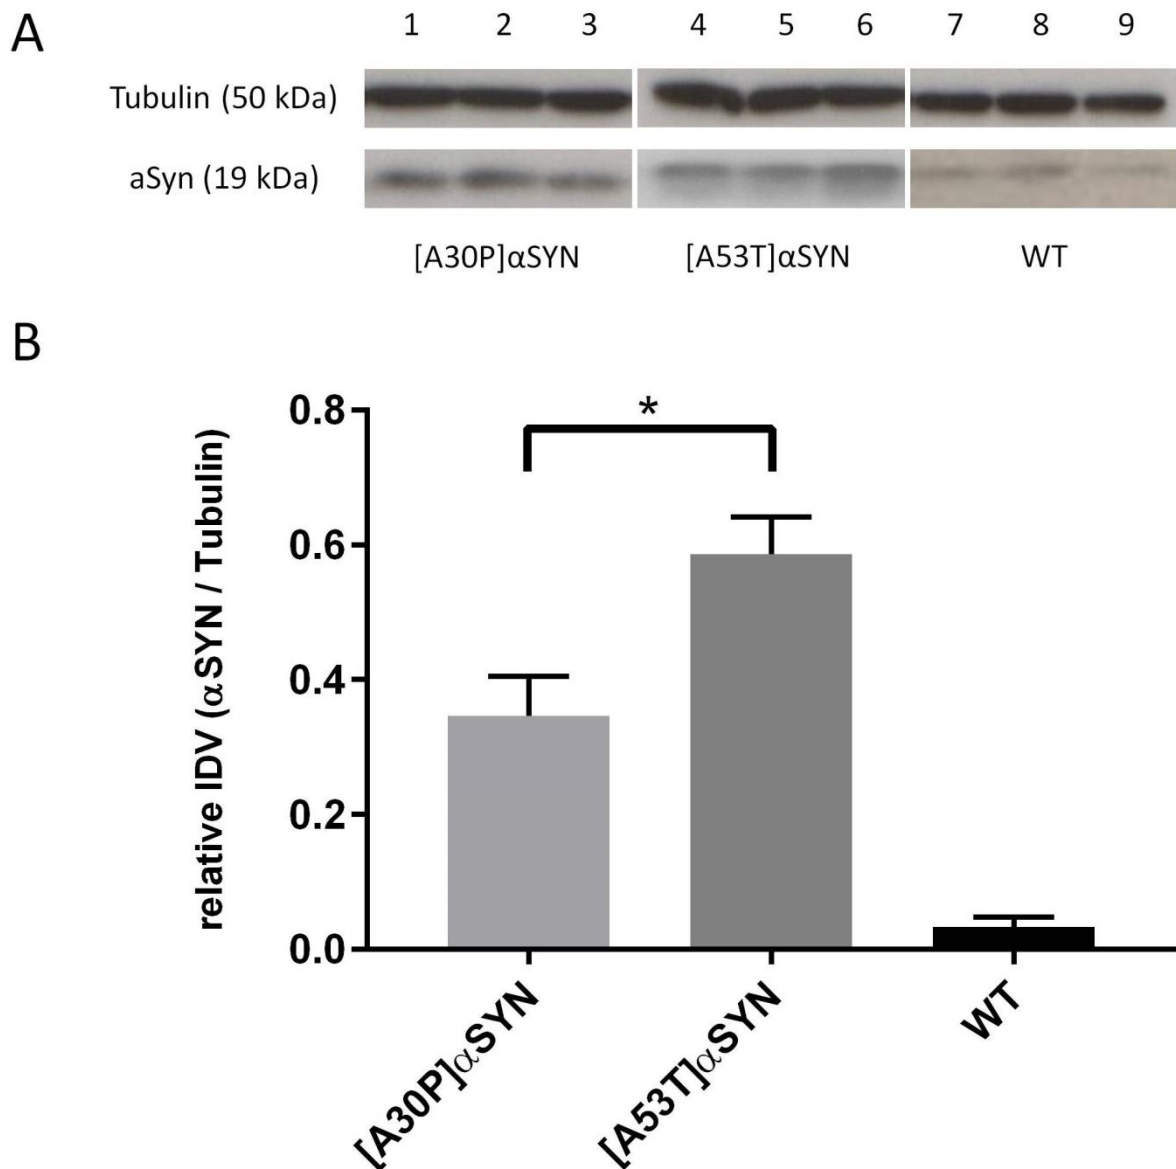 A
1 2 3 4 5 6 7 8 9
Tubulin (50 kDa)
aSyn (19 kDa)
[A30P]αSYN [A53T]αSYN WT
B
*
0.8
0.6
0.4
0.2
0.0
relative IDV (αSYN / Tubulin)
[A30P]αSYN
[A53T]αSYN
WT